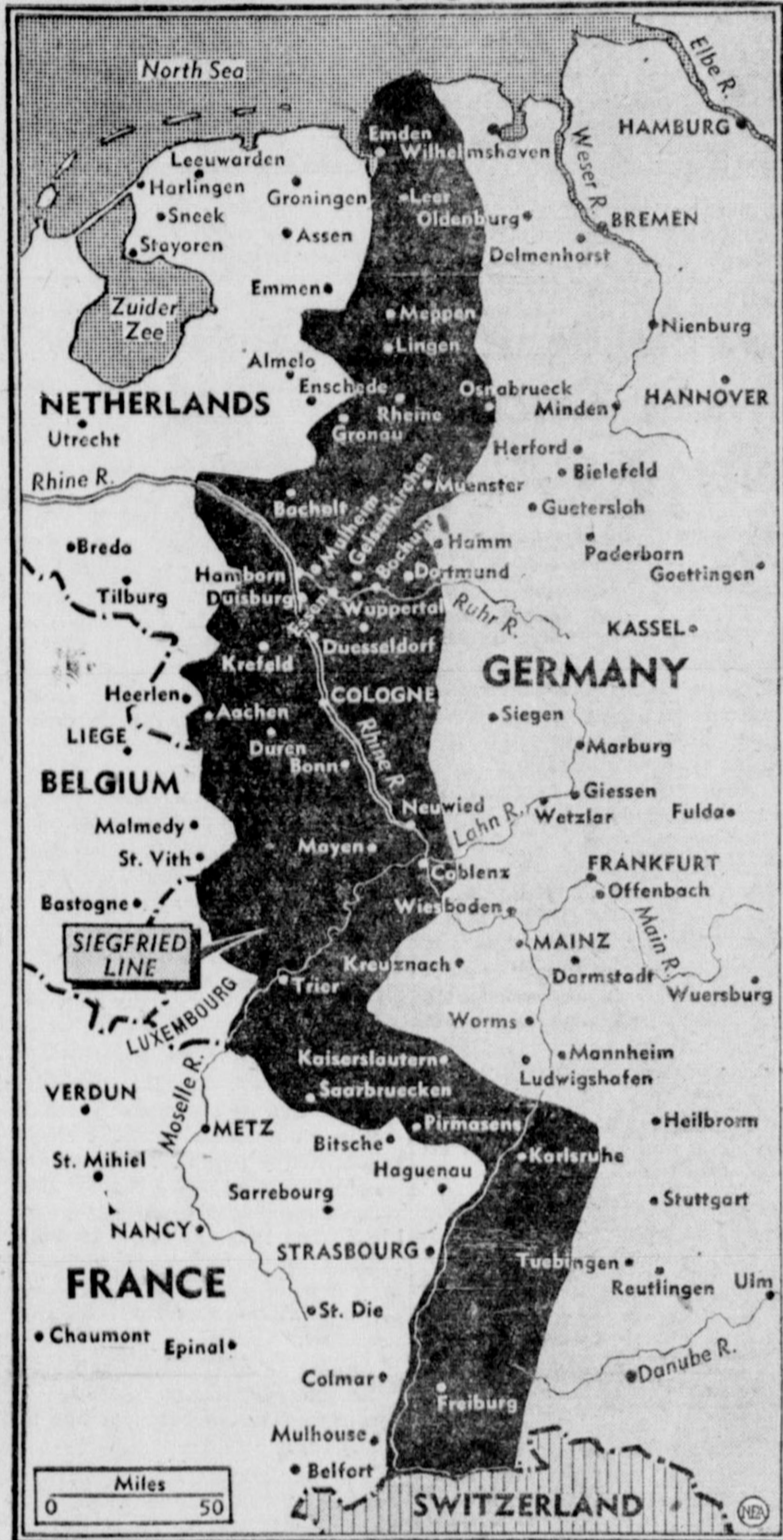 North Sea
Elbe R.
HAMBURG
Emden
Wilhelmshaven
Weser R.
Leeuwarden
Harlingen
Groningen
Leer
Sneek
Oldenburg
BREMEN
Assen
Stavoren
Delmenhorst
Emmen
Zuider
Zee
Meppen
Nienburg
Lingen
Almelo
Enschede
Osnabrueck
NETHERLANDS
Rheine
Minden
HANNOVER
Gronau
Utrecht
Herford
Rhine R.
Bielefeld
Muenster
Bocholt
Mulheim
Gelsenkirchen
Guetersloh
Bochum
Hamm
Breda
Paderborn
Hamborn
Dortmund
Goettingen
Tilburg
Duisburg
Essen
Wuppertal
Ruhr R.
KASSEL
Duesseldorf
Krefeld
GERMANY
Heerlen
COLOGNE
Aachen
Siegen
LIEGE
Duren
Rhine R.
Marburg
Bonn
BELGIUM
Giessen
Neuwied
Wetzlar
Lahn R.
Fulda
Malmedy
Mayen
St. Vith
Coblenz
FRANKFURT
Offenbach
Bastogne
Wiesbaden
SIEGFRIED
LINE
MAINZ
Main R.
Kreuznach
Darmstadt
Trier
Wuersburg
LUXEMBOURG
Worms
Kaiserslautern
Mannheim
Ludwigshafen
VERDUN
Saarbruecken
Moselle R.
METZ
Pirmasens
Heilbronn
Bitsche
St. Mihiel
Karlsruhe
Haguenau
Sarrebourg
Stuttgart
NANCY
STRASBOURG
Tuebingen
FRANCE
Reutlingen
Ulm
St. Die
Chaumont
Epinal
Danube R.
Colmar
Freiburg
Mulhouse
Miles
0 50
Belfort
SWITZERLAND
NEA